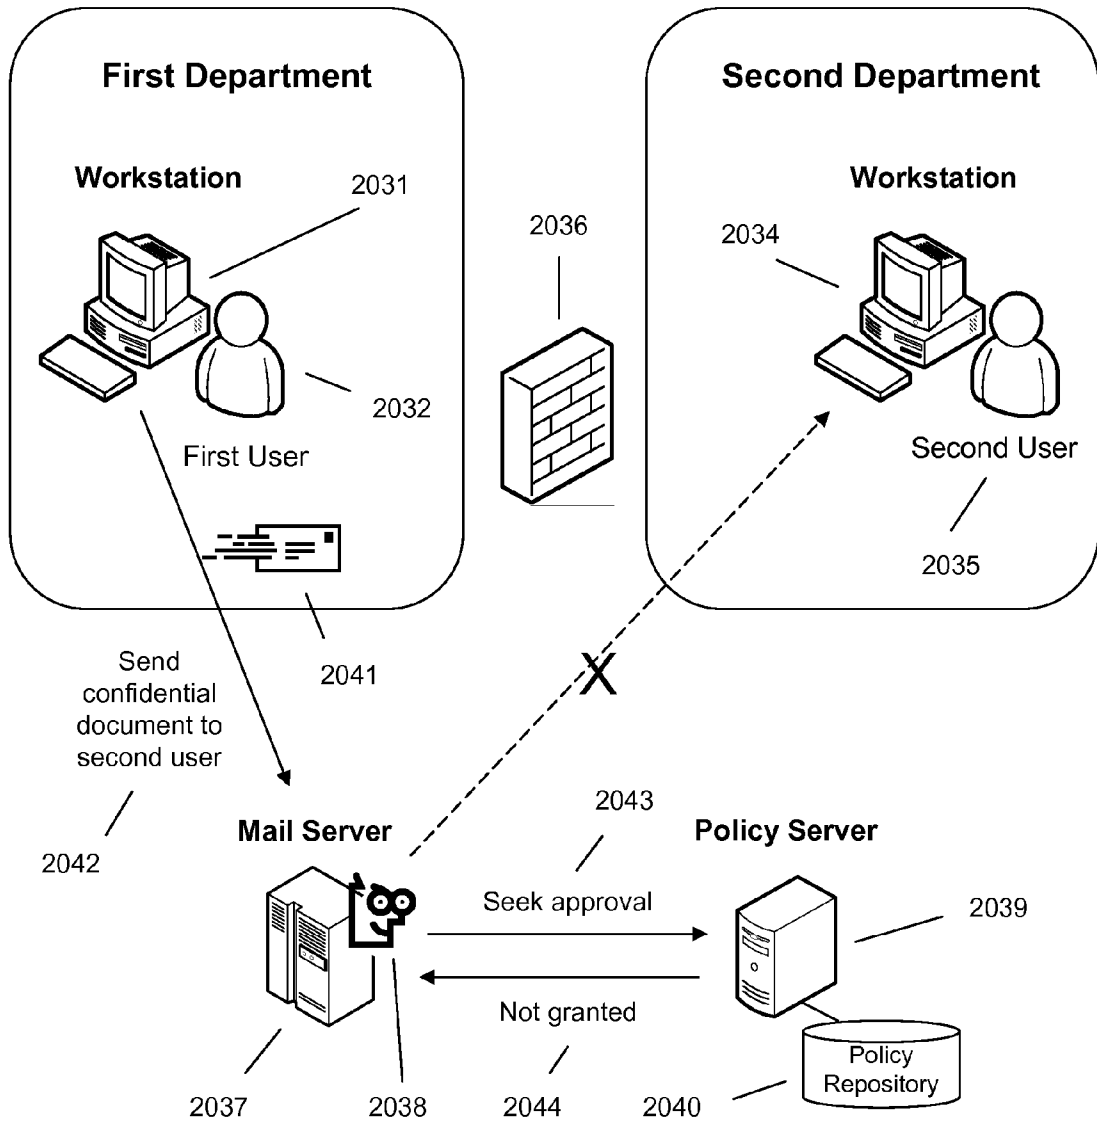 First Department
Second Department
Workstation
Workstation
2031
2036
2034
2032
First User
Second User
2035
Send
confidential
document to
second user
2041
2042
2043
Mail Server
Policy Server
Seek approval
2039
Not granted
Policy
Repository
2037
2038
2044
2040
X